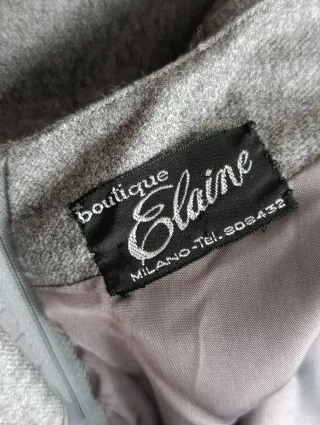 boutique
Elaine
MILANO-Tel. 808432